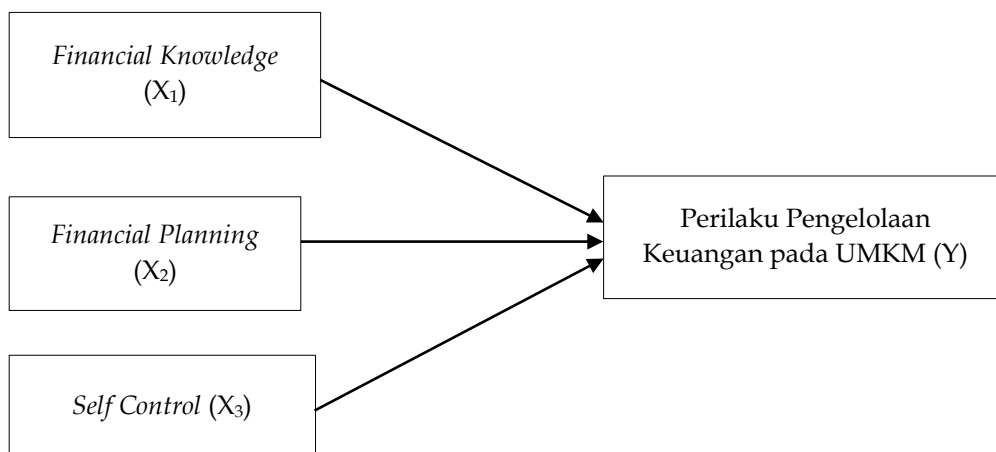 Financial Knowledge
(X₁)
Financial Planning
(X₂)
Self Control (X₃)
Perilaku Pengelolaan
Keuangan pada UMKM (Y)